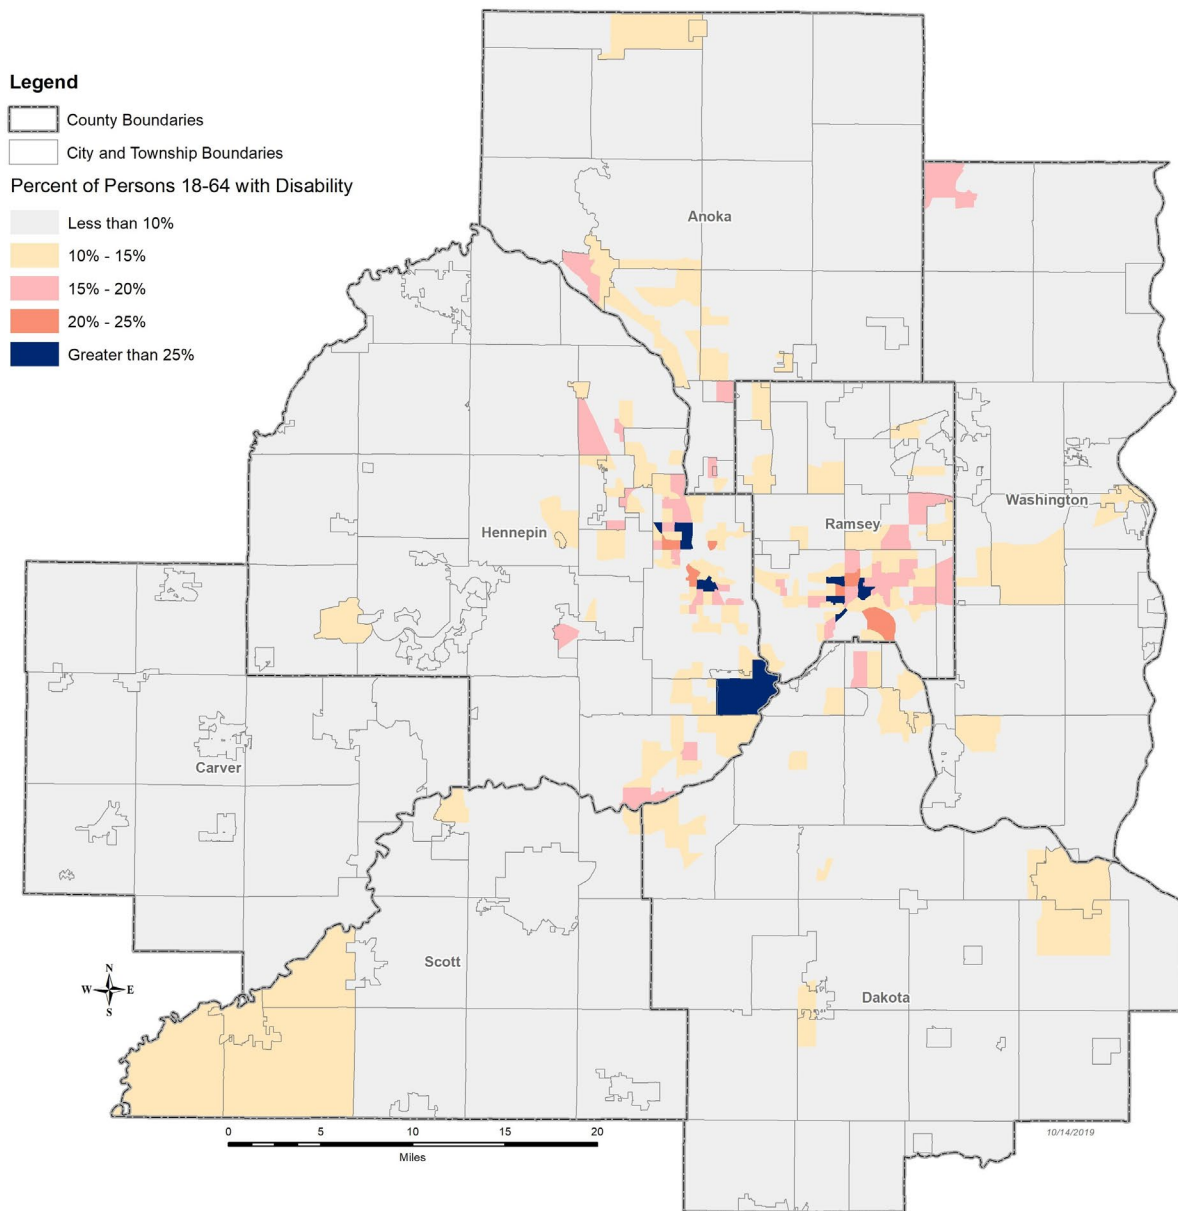 Legend
County Boundaries
City and Township Boundaries
Percent of Persons 18-64 with Disability
Less than 10%
10% - 15%
15% - 20%
20% - 25%
Greater than 25%
Anoka
Washington
Ramsey
Hennepin
Carver
Scott
Dakota
N
W E
S
0 5 10 15 20
Miles
10/14/2019